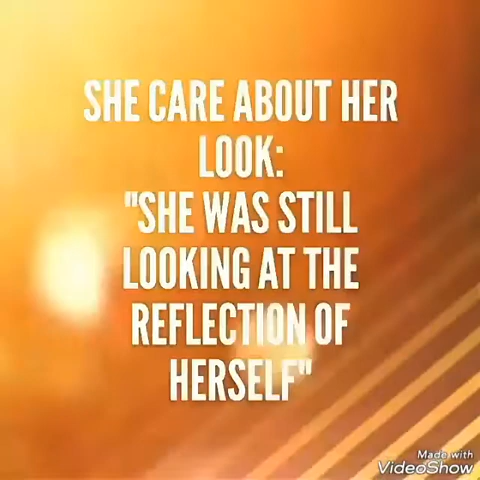 SHE CARE ABOUT HER
LOOK:
"SHE WAS STILL
LOOKING AT THE
REFLECTION OF
HERSELF"
Made with
VideoShow